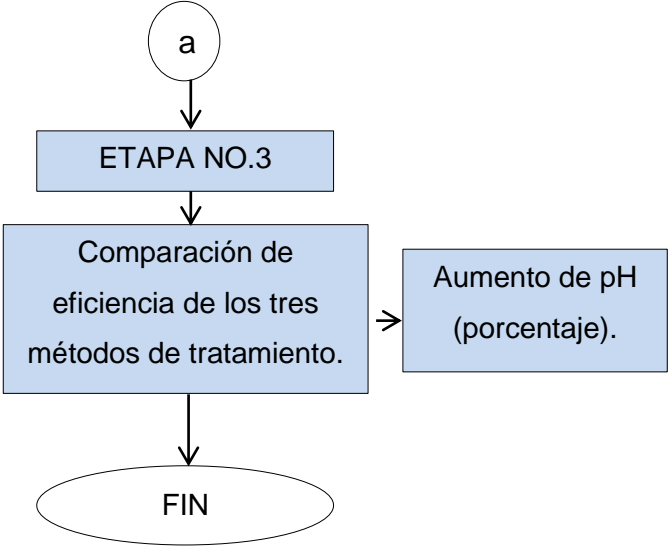 a
ETAPA NO.3
Comparación de
eficiencia de los tres
métodos de tratamiento.
Aumento de pH
(porcentaje).
FIN